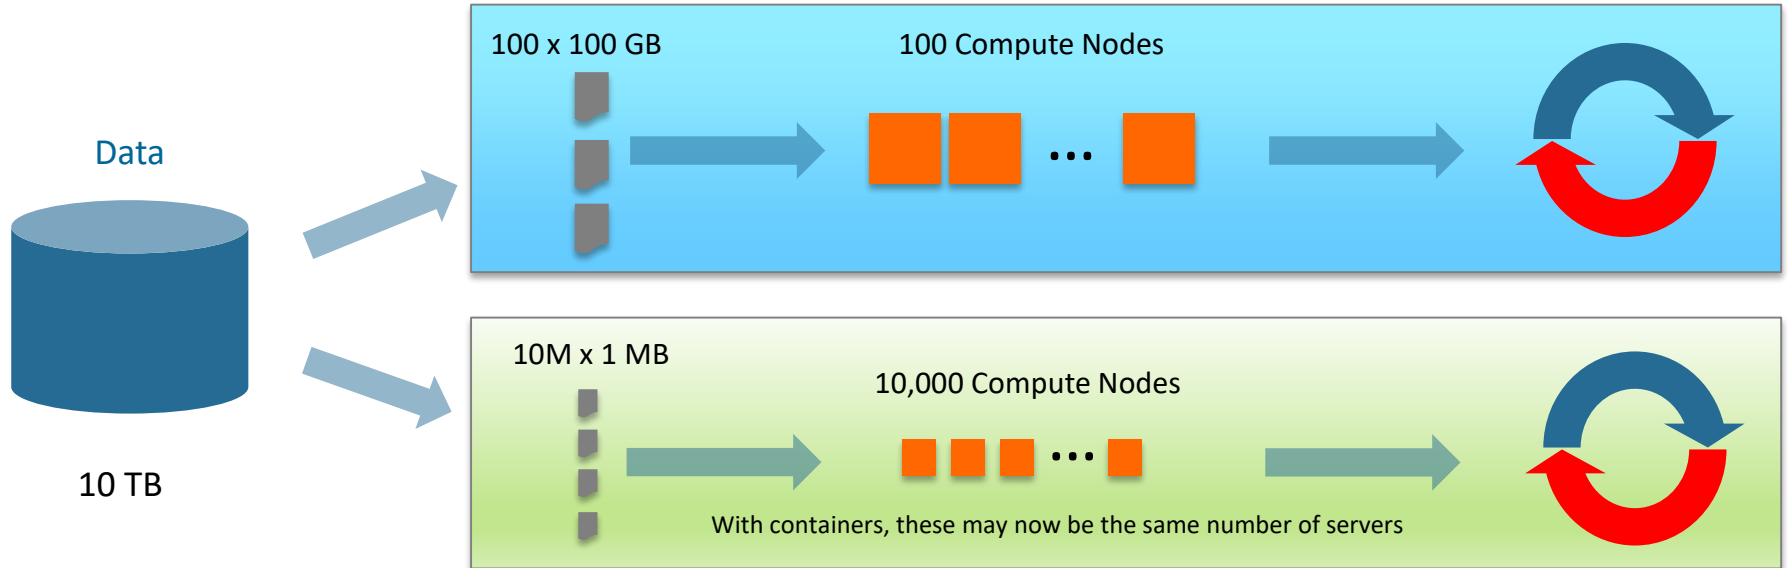 Data
10 TB
100 x 100 GB
100 Compute Nodes
...
10M x 1 MB
10,000 Compute Nodes
...
With containers, these may now be the same number of servers